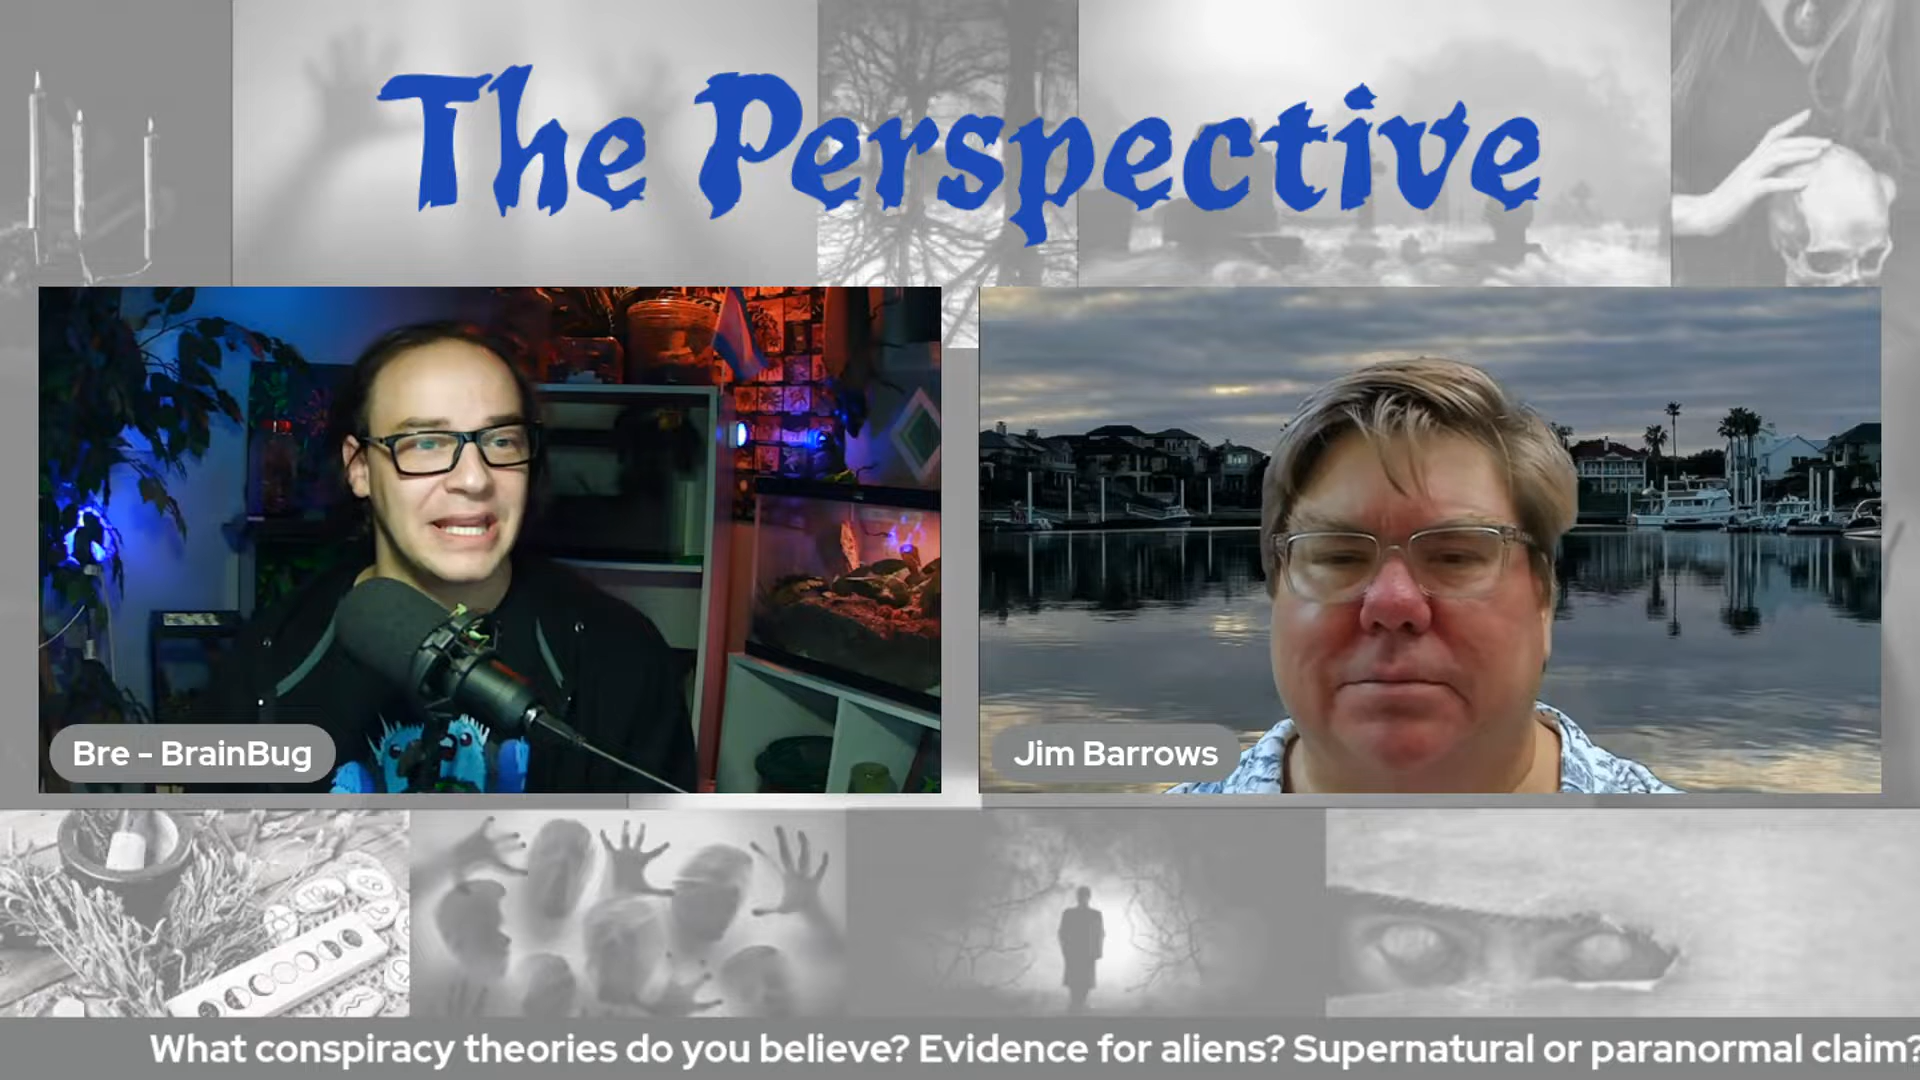 The Perspective
Bre - BrainBug
Jim Barrows
What conspiracy theories do you believe? Evidence for aliens? Supernatural or paranormal claim?